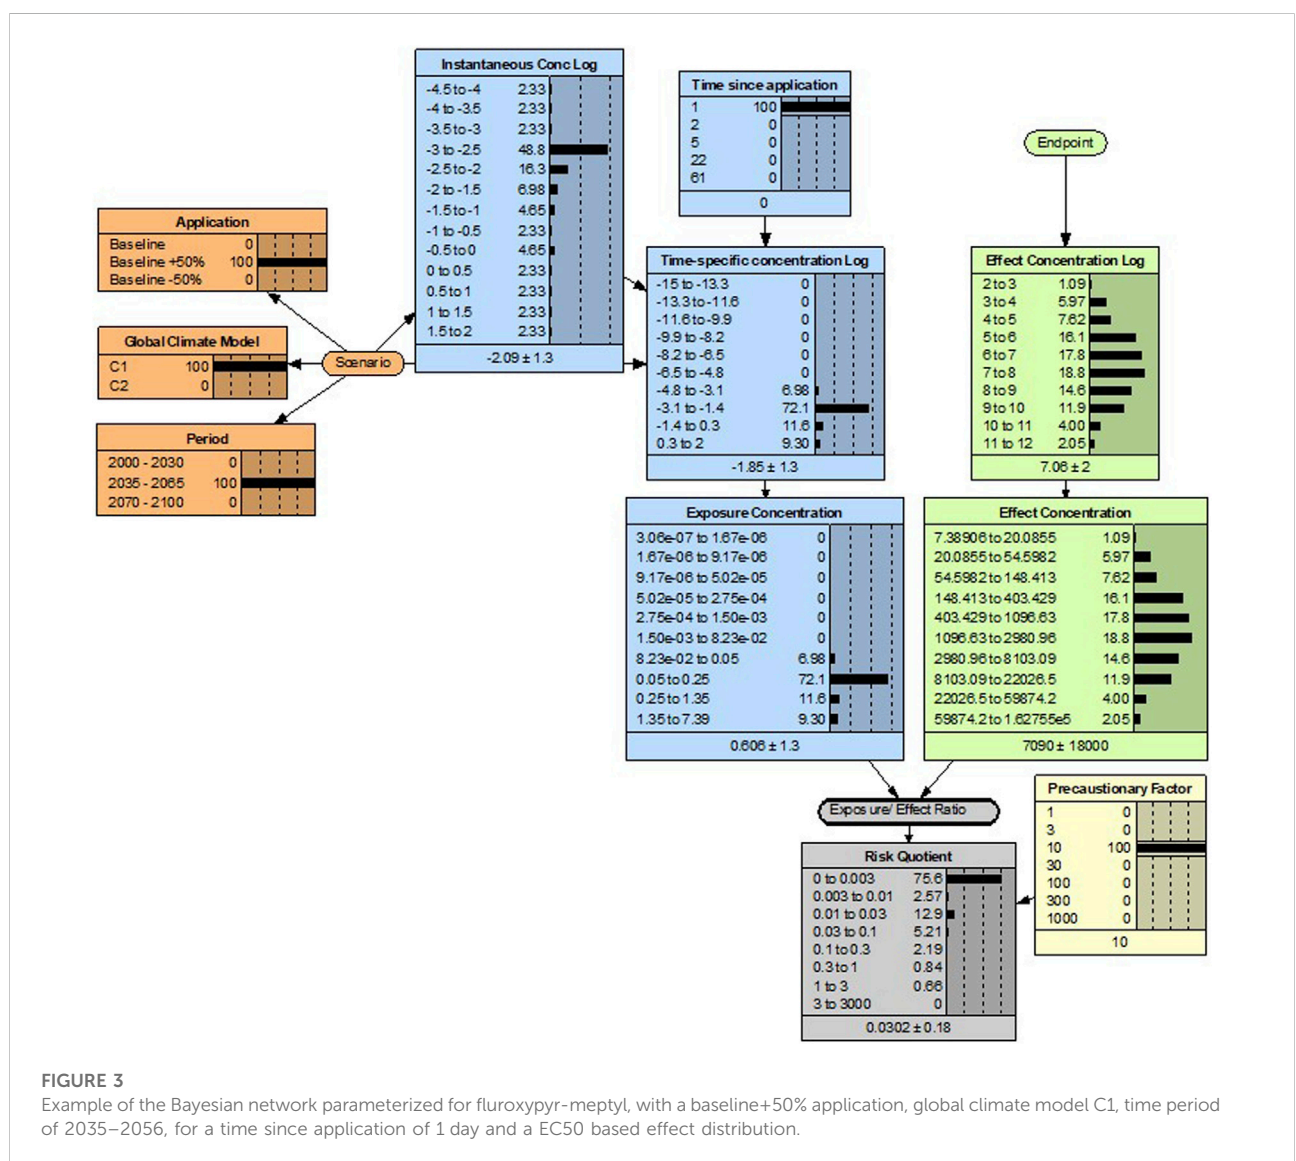 Instantaneous Conc Log
-4.5 to -4 2.33
-4 to -3.5 2.33
-3.5 to -3 2.33
-3 to -2.5 48.8
-2.5 to -2 16.3
-2 to -1.5 6.98
-1.5 to -1 4.65
-1 to -0.5 2.33
-0.5 to 0 4.65
0 to 0.5 2.33
0.5 to 1 2.33
1 to 1.5 2.33
1.5 to 2 2.33
-2.09 ± 1.3
Time since application
1 100
2 0
5 0
22 0
61 0
0
Endpoint
Application
Baseline 0
Baseline +50% 100
Baseline -50% 0
Global Climate Model
C1 100
C2 0
Scenario
Period
2000 - 2030 0
2035 - 2065 100
2070 - 2100 0
Time-specific concentration Log
-15 to -13.3 0
-13.3 to -11.6 0
-11.6 to -9.9 0
-9.9 to -8.2 0
-8.2 to -6.5 0
-6.5 to -4.8 0
-4.8 to -3.1 6.98
-3.1 to -1.4 72.1
-1.4 to 0.3 11.6
0.3 to 2 9.30
-1.85 ± 1.3
Effect Concentration Log
2 to 3 1.09
3 to 4 5.97
4 to 5 7.62
5 to 6 16.1
6 to 7 17.8
7 to 8 18.8
8 to 9 14.6
9 to 10 11.9
10 to 11 4.00
11 to 12 2.05
7.06 ± 2
Exposure Concentration
3.06e-07 to 1.67e-06 0
1.67e-06 to 9.17e-06 0
9.17e-06 to 5.02e-05 0
5.02e-05 to 2.75e-04 0
2.75e-04 to 1.50e-03 0
1.50e-03 to 8.23e-02 0
8.23e-02 to 0.05 6.98
0.05 to 0.25 72.1
0.25 to 1.35 11.6
1.35 to 7.39 9.30
0.606 ± 1.3
Effect Concentration
7.38906 to 20.0855 1.09
20.0855 to 54.5982 5.97
54.5982 to 148.413 7.62
148.413 to 403.429 16.1
403.429 to 1096.63 17.8
1096.63 to 2980.96 18.8
2980.96 to 8103.09 14.6
8103.09 to 22026.5 11.9
22026.5 to 59874.2 4.00
59874.2 to 1.62755e5 2.05
7090 ± 18000
Exposure/ Effect Ratio
Precaustionary Factor
1 0
3 0
10 100
30 0
100 0
300 0
1000 0
10
Risk Quotient
0 to 0.003 75.6
0.003 to 0.01 2.57
0.01 to 0.03 12.9
0.03 to 0.1 5.21
0.1 to 0.3 2.19
0.3 to 1 0.84
1 to 3 0.66
3 to 3000 0
0.0302 ± 0.18
FIGURE 3
Example of the Bayesian network parameterized for fluroxypyr-meptyl, with a baseline+50% application, global climate model C1, time period
of 2035–2056, for a time since application of 1 day and a EC50 based effect distribution.